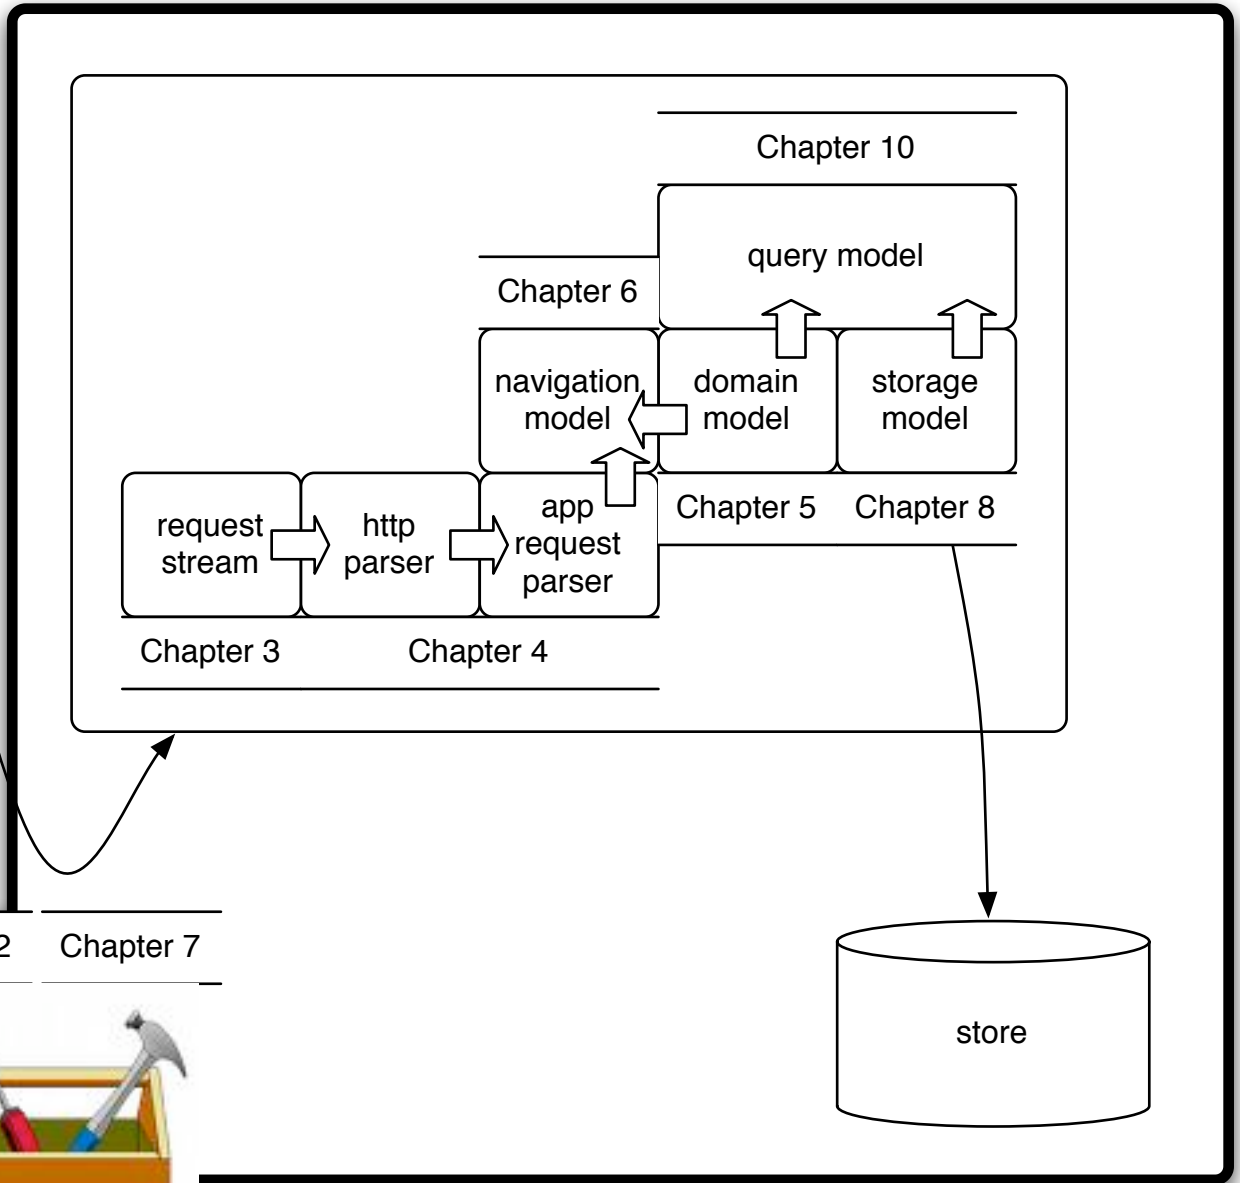 Chapter 10
query model
Chapter 6
navigation
model
domain
model
storage
model
request
stream
http
parser
app
request
parser
Chapter 5
Chapter 8
Chapter 3
Chapter 4
2
Chapter 7
store